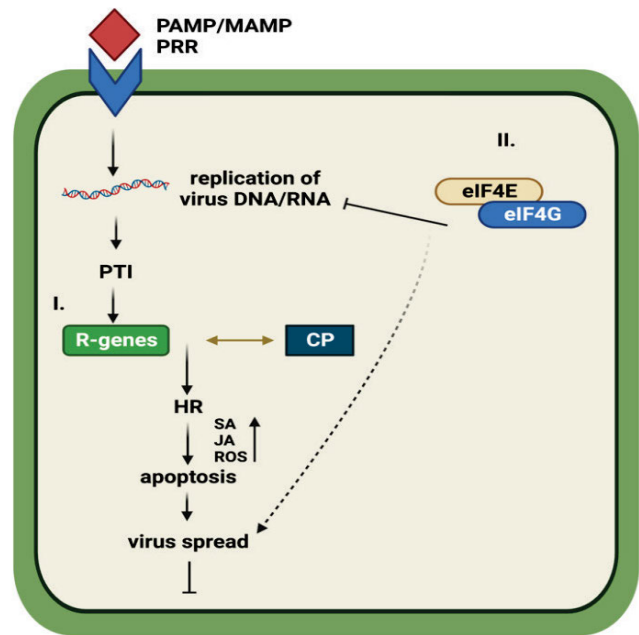 PAMP/MAMP
PRR
II.
eIF4E
eIF4G
replication of
virus DNA/RNA
PTI
I.
R-genes
CP
HR
SA
JA
ROS
apoptosis
virus spread